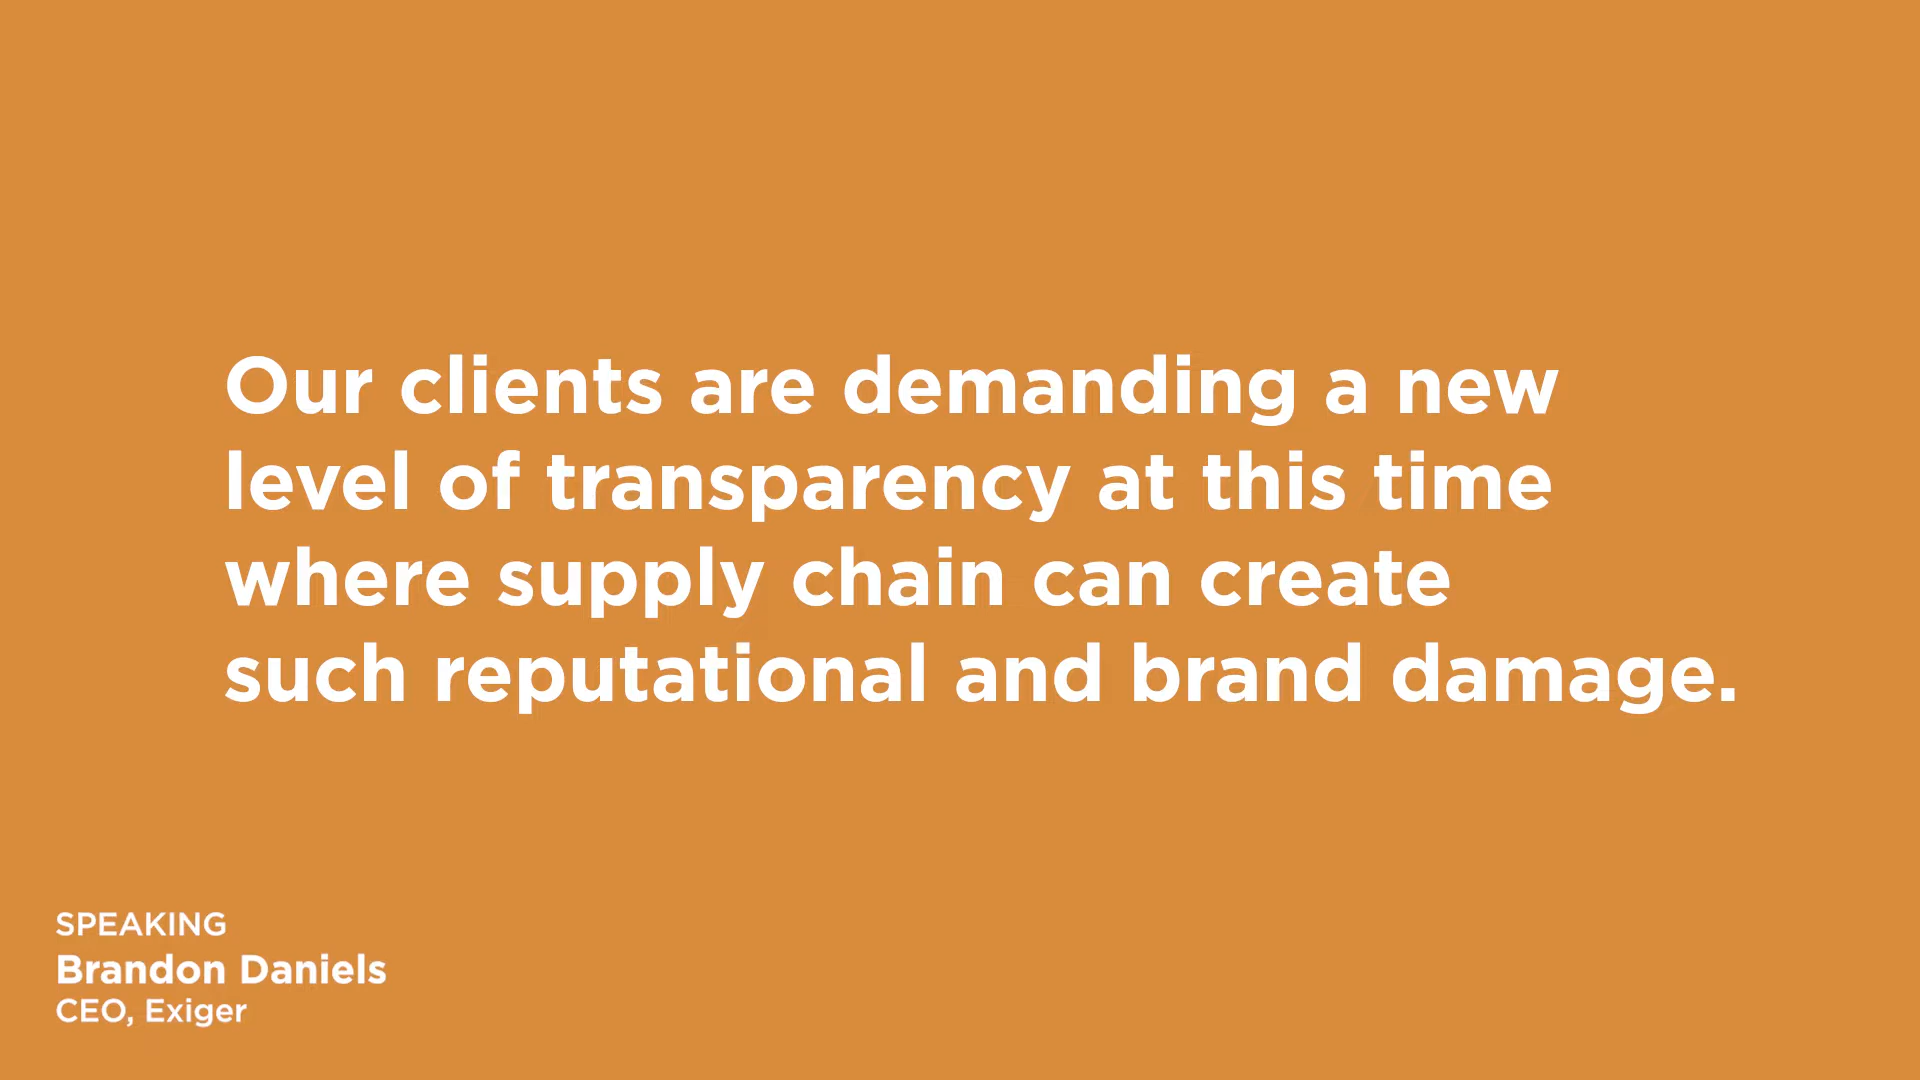 Our clients are demanding a new
level of transparency at this time
where supply chain can create
such reputational and brand damage.
SPEAKING
Brandon Daniels
CEO, Exiger